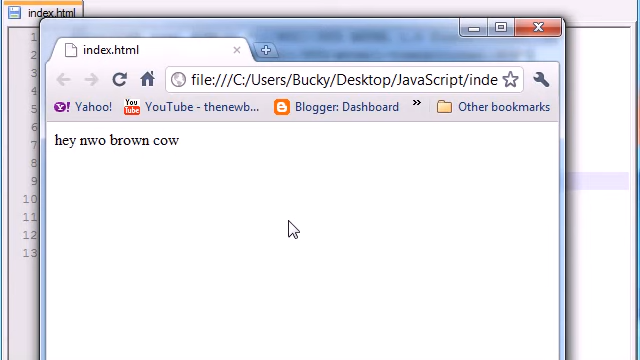 index.html
index.html
file:///C:/Users/Bucky/Desktop/JavaScript/inde
Yahoo! YouTube - thenewb... Blogger: Dashboard » Other bookmarks
hey nwo brown cow
1
2
3
4
5
6
7
8
9
10
11
12
13